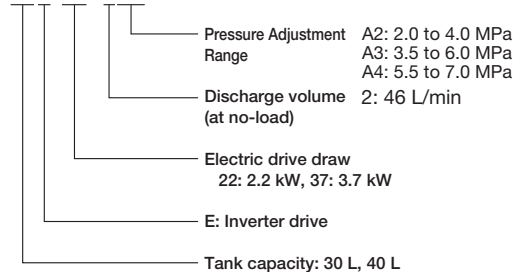 Pressure Adjustment Range
A2: 2.0 to 4.0 MPa
A3: 3.5 to 6.0 MPa
A4: 5.5 to 7.0 MPa
Discharge volume (at no-load)
2: 46 L/min
Electric drive draw
22: 2.2 kW, 37: 3.7 kW
E: Inverter drive
Tank capacity: 30 L, 40 L